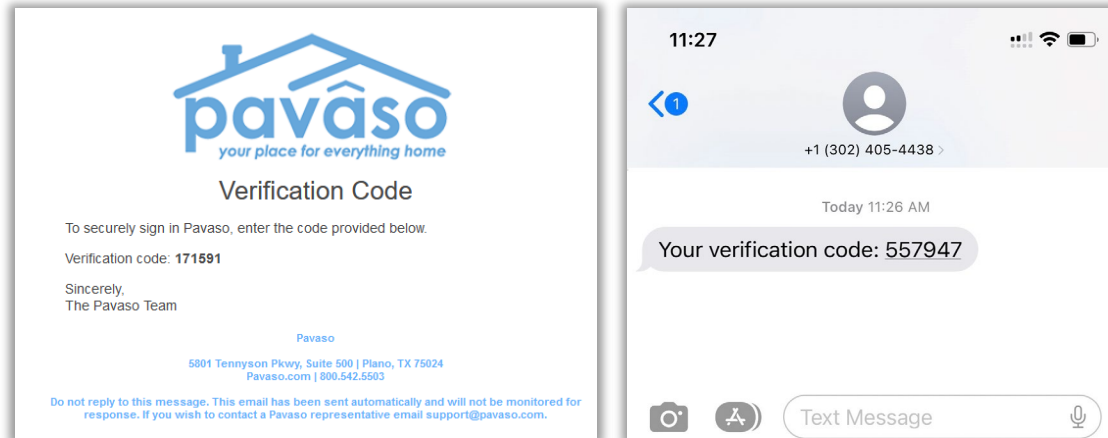 pavâso
your place for everything home
Verification Code
To securely sign in Pavaso, enter the code provided below.
Verification code: 171591
Sincerely,
The Pavaso Team
Pavaso
5801 Tennyson Pkwy, Suite 500 | Plano, TX 75024
Pavaso.com | 800.542.5503
Do not reply to this message. This email has been sent automatically and will not be monitored for
response. If you wish to contact a Pavaso representative email support@pavaso.com.
11:27
1
+1 (302) 405-4438 >
Today 11:26 AM
Your verification code: 557947
Text Message